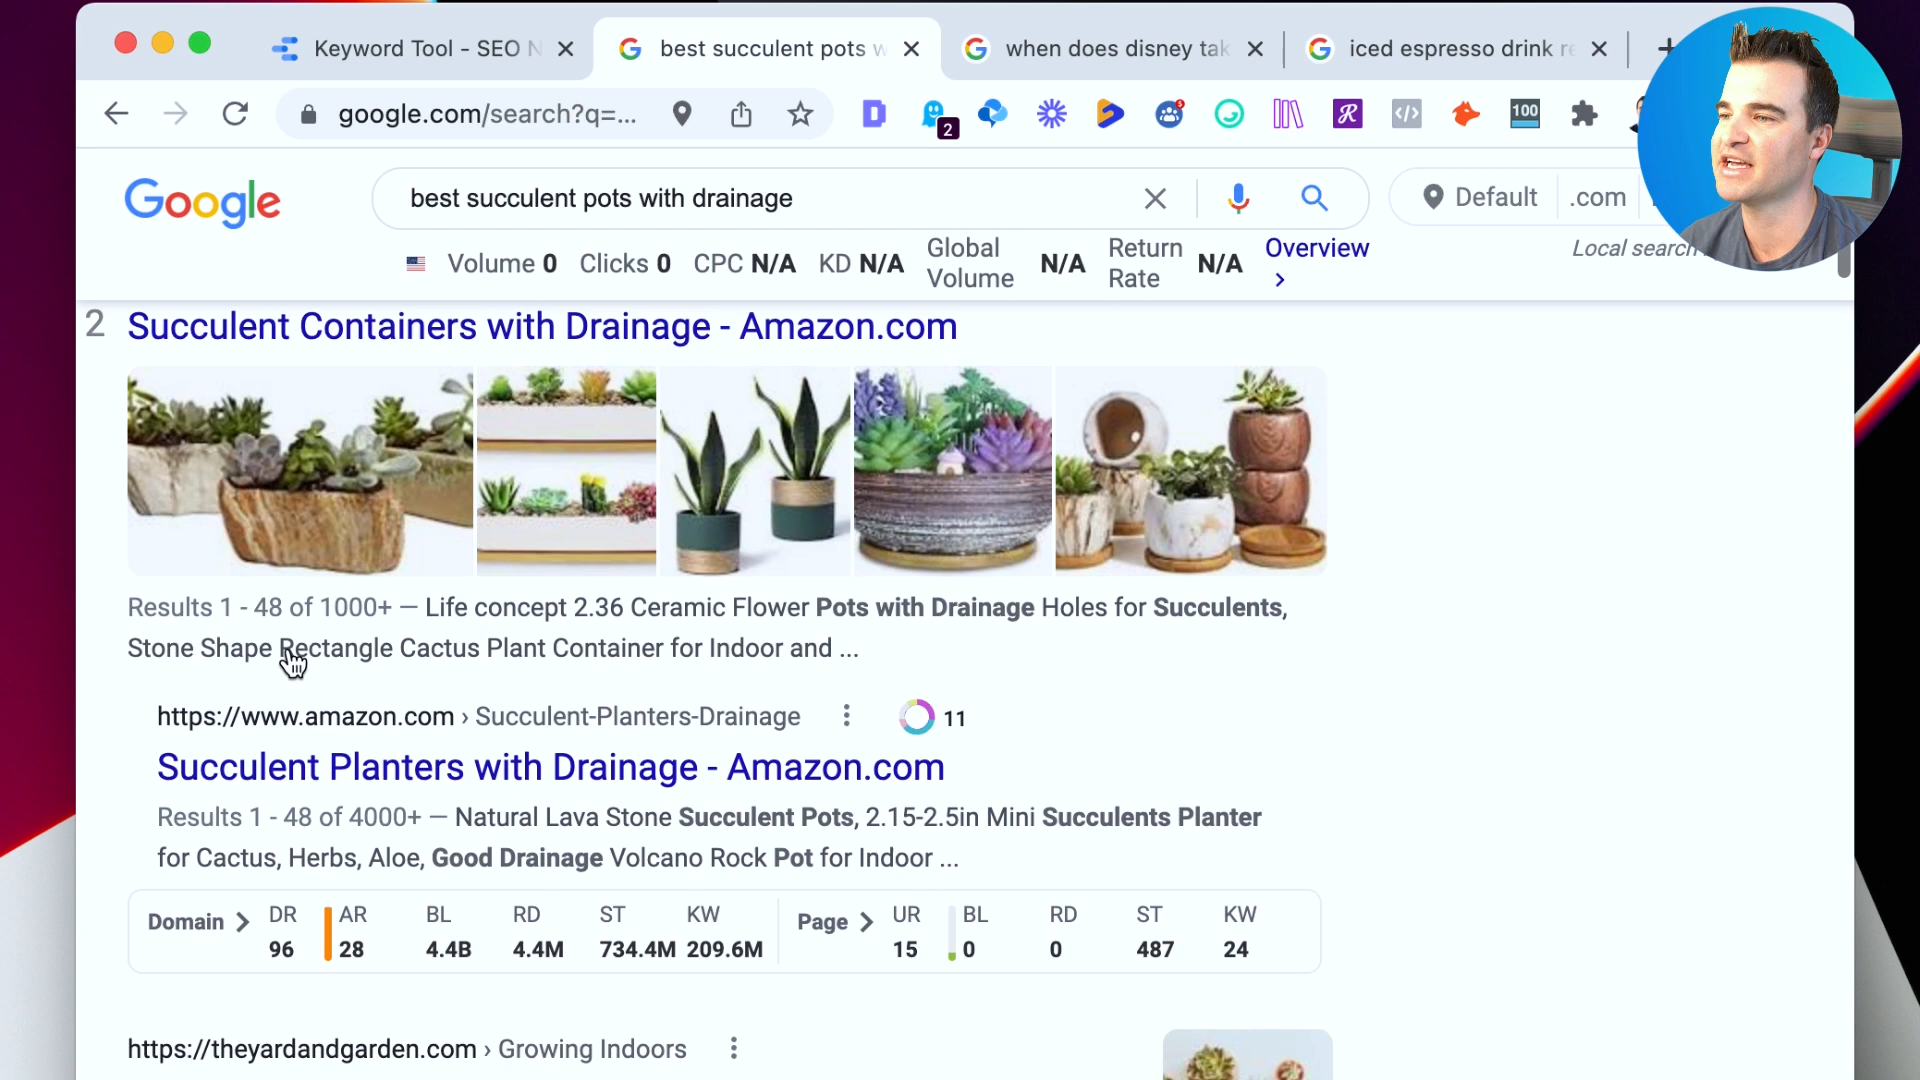 Keyword Tool - SEO N
best succulent pots w
when does disney tak
iced espresso drink re
google.com/search?q=...
2
100
Google
best succulent pots with drainage
Default
.com
Volume 0 Clicks 0 CPC N/A KD N/A Global Volume N/A Return Rate N/A Overview >
Local search
2 Succulent Containers with Drainage - Amazon.com
Results 1 - 48 of 1000+ — Life concept 2.36 Ceramic Flower Pots with Drainage Holes for Succulents,
Stone Shape Rectangle Cactus Plant Container for Indoor and ...
https://www.amazon.com › Succulent-Planters-Drainage
11
Succulent Planters with Drainage - Amazon.com
Results 1 - 48 of 4000+ — Natural Lava Stone Succulent Pots, 2.15-2.5in Mini Succulents Planter
for Cactus, Herbs, Aloe, Good Drainage Volcano Rock Pot for Indoor ...
Domain > DR AR BL RD ST KW Page > UR BL RD ST KW
96 28 4.4B 4.4M 734.4M 209.6M 15 0 0 487 24
https://theyardandgarden.com › Growing Indoors